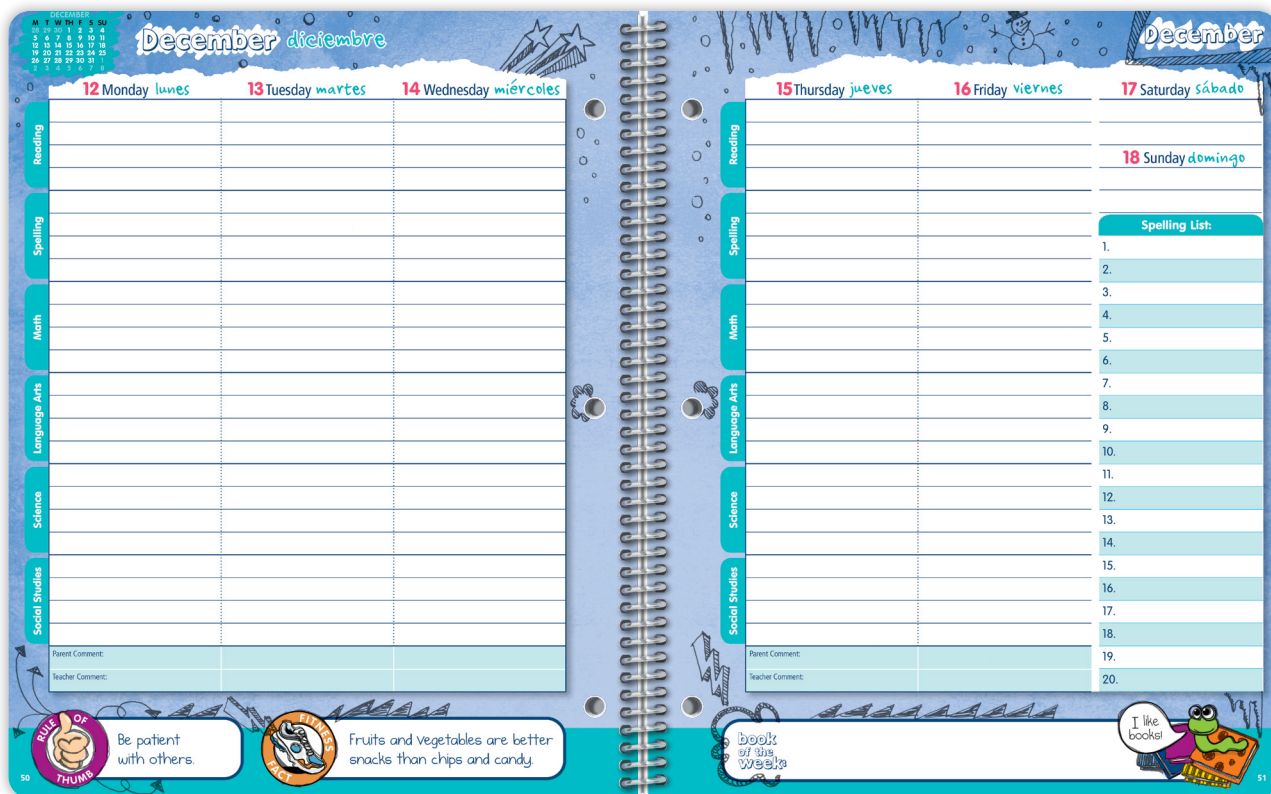 DECEMBER
M T W TH F S SU
28 29 30 1 2 3 4
5 6 7 8 9 10 11
12 13 14 15 16 17 18
19 20 21 22 23 24 25
26 27 28 29 30 31 1
2 3 4 5 6 7 8
December diciembre
12 Monday lunes
13 Tuesday martes
14 Wednesday miércoles
Reading
Spelling
Math
Language Arts
Science
Social Studies
Parent Comment:
Teacher Comment:
RULE OF THUMB
Be patient
with others.
FITNESS FACT
Fruits and vegetables are better
snacks than chips and candy.
50
December
15 Thursday jueves
16 Friday viernes
17 Saturday sábado
18 Sunday domingo
Reading
Spelling
Math
Language Arts
Science
Social Studies
Spelling List:
1.
2.
3.
4.
5.
6.
7.
8.
9.
10.
11.
12.
13.
14.
15.
16.
17.
18.
19.
20.
Parent Comment:
Teacher Comment:
book
of the
week:
I like
books!
51